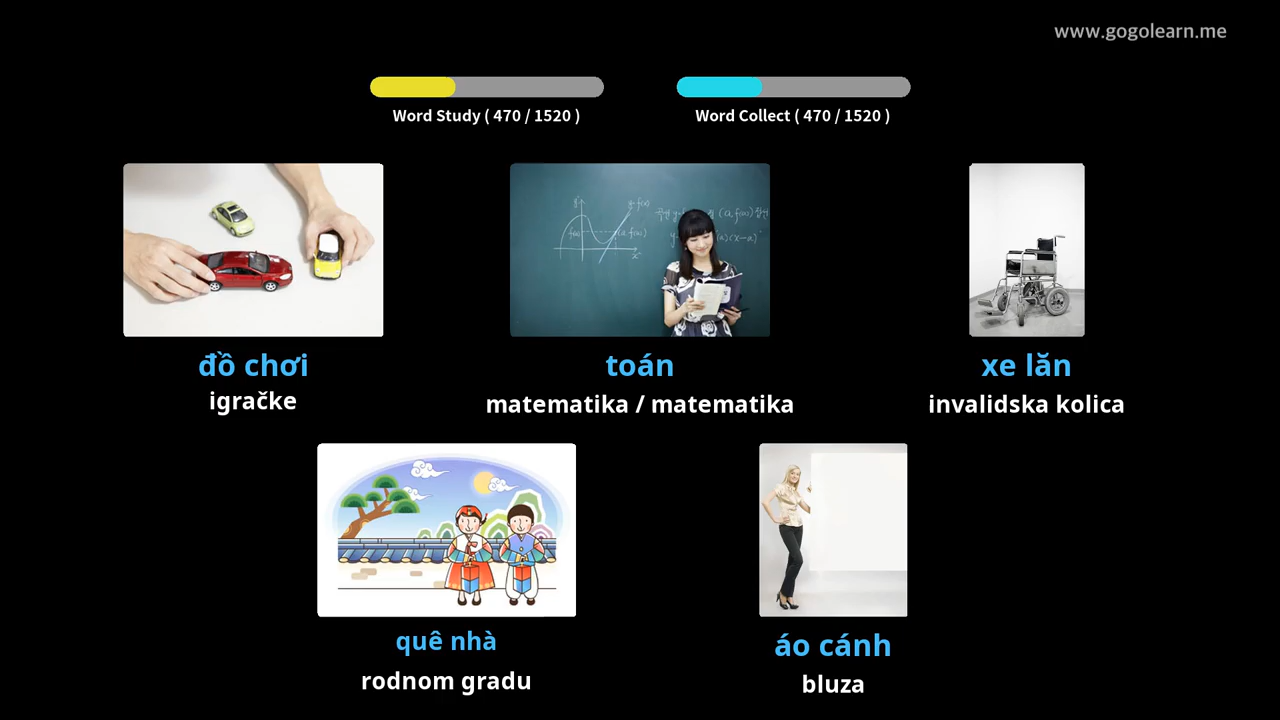 www.gogolearn.me
Word Study ( 470 / 1520 )
Word Collect ( 470 / 1520 )
đồ chơi
igračke
toán
matematika / matematika
xe lăn
invalidska kolica
quê nhà
rodnom gradu
áo cánh
bluza